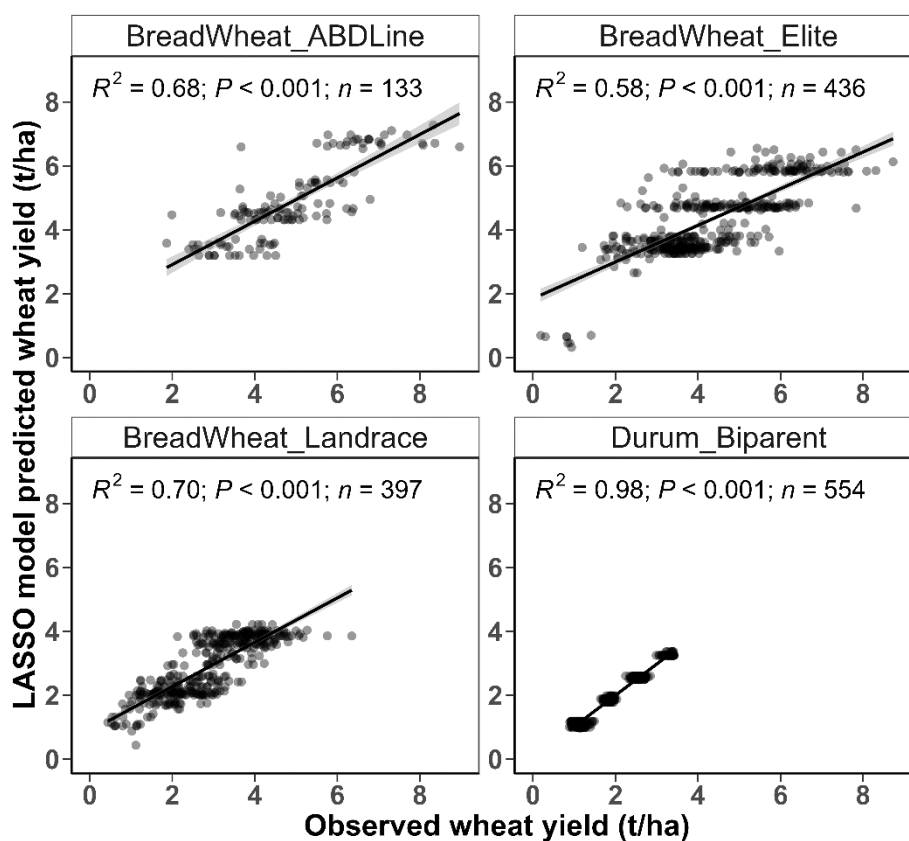 BreadWheat_ABDLine
R² = 0.68; P < 0.001; n = 133
8
6
4
2
0
0 2 4 6 8
BreadWheat_Elite
R² = 0.58; P < 0.001; n = 436
8
6
4
2
0
0 2 4 6 8
BreadWheat_Landrace
R² = 0.70; P < 0.001; n = 397
8
6
4
2
0
0 2 4 6 8
Durum_Biparent
R² = 0.98; P < 0.001; n = 554
8
6
4
2
0
0 2 4 6 8
LASSO model predicted wheat yield (t/ha)
Observed wheat yield (t/ha)